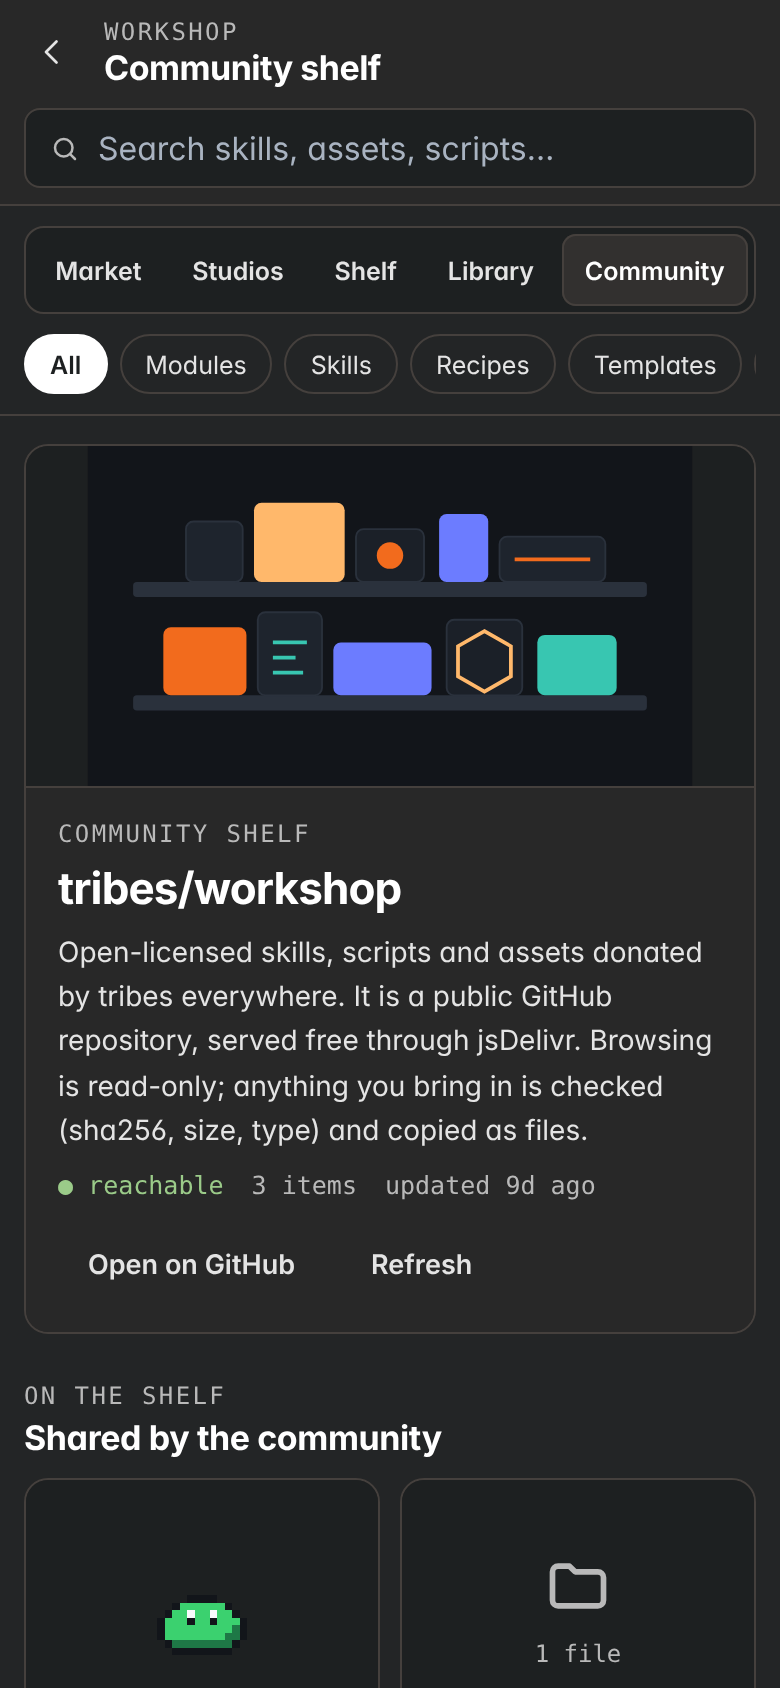 WORKSHOP
Community shelf
Search skills, assets, scripts...
Market Studios Shelf Library Community
All Modules Skills Recipes Templates
COMMUNITY SHELF
tribes/workshop
Open-licensed skills, scripts and assets donated
by tribes everywhere. It is a public GitHub
repository, served free through jsDelivr. Browsing
is read-only; anything you bring in is checked
(sha256, size, type) and copied as files.
reachable 3 items updated 9d ago
Open on GitHub Refresh
ON THE SHELF
Shared by the community
1 file